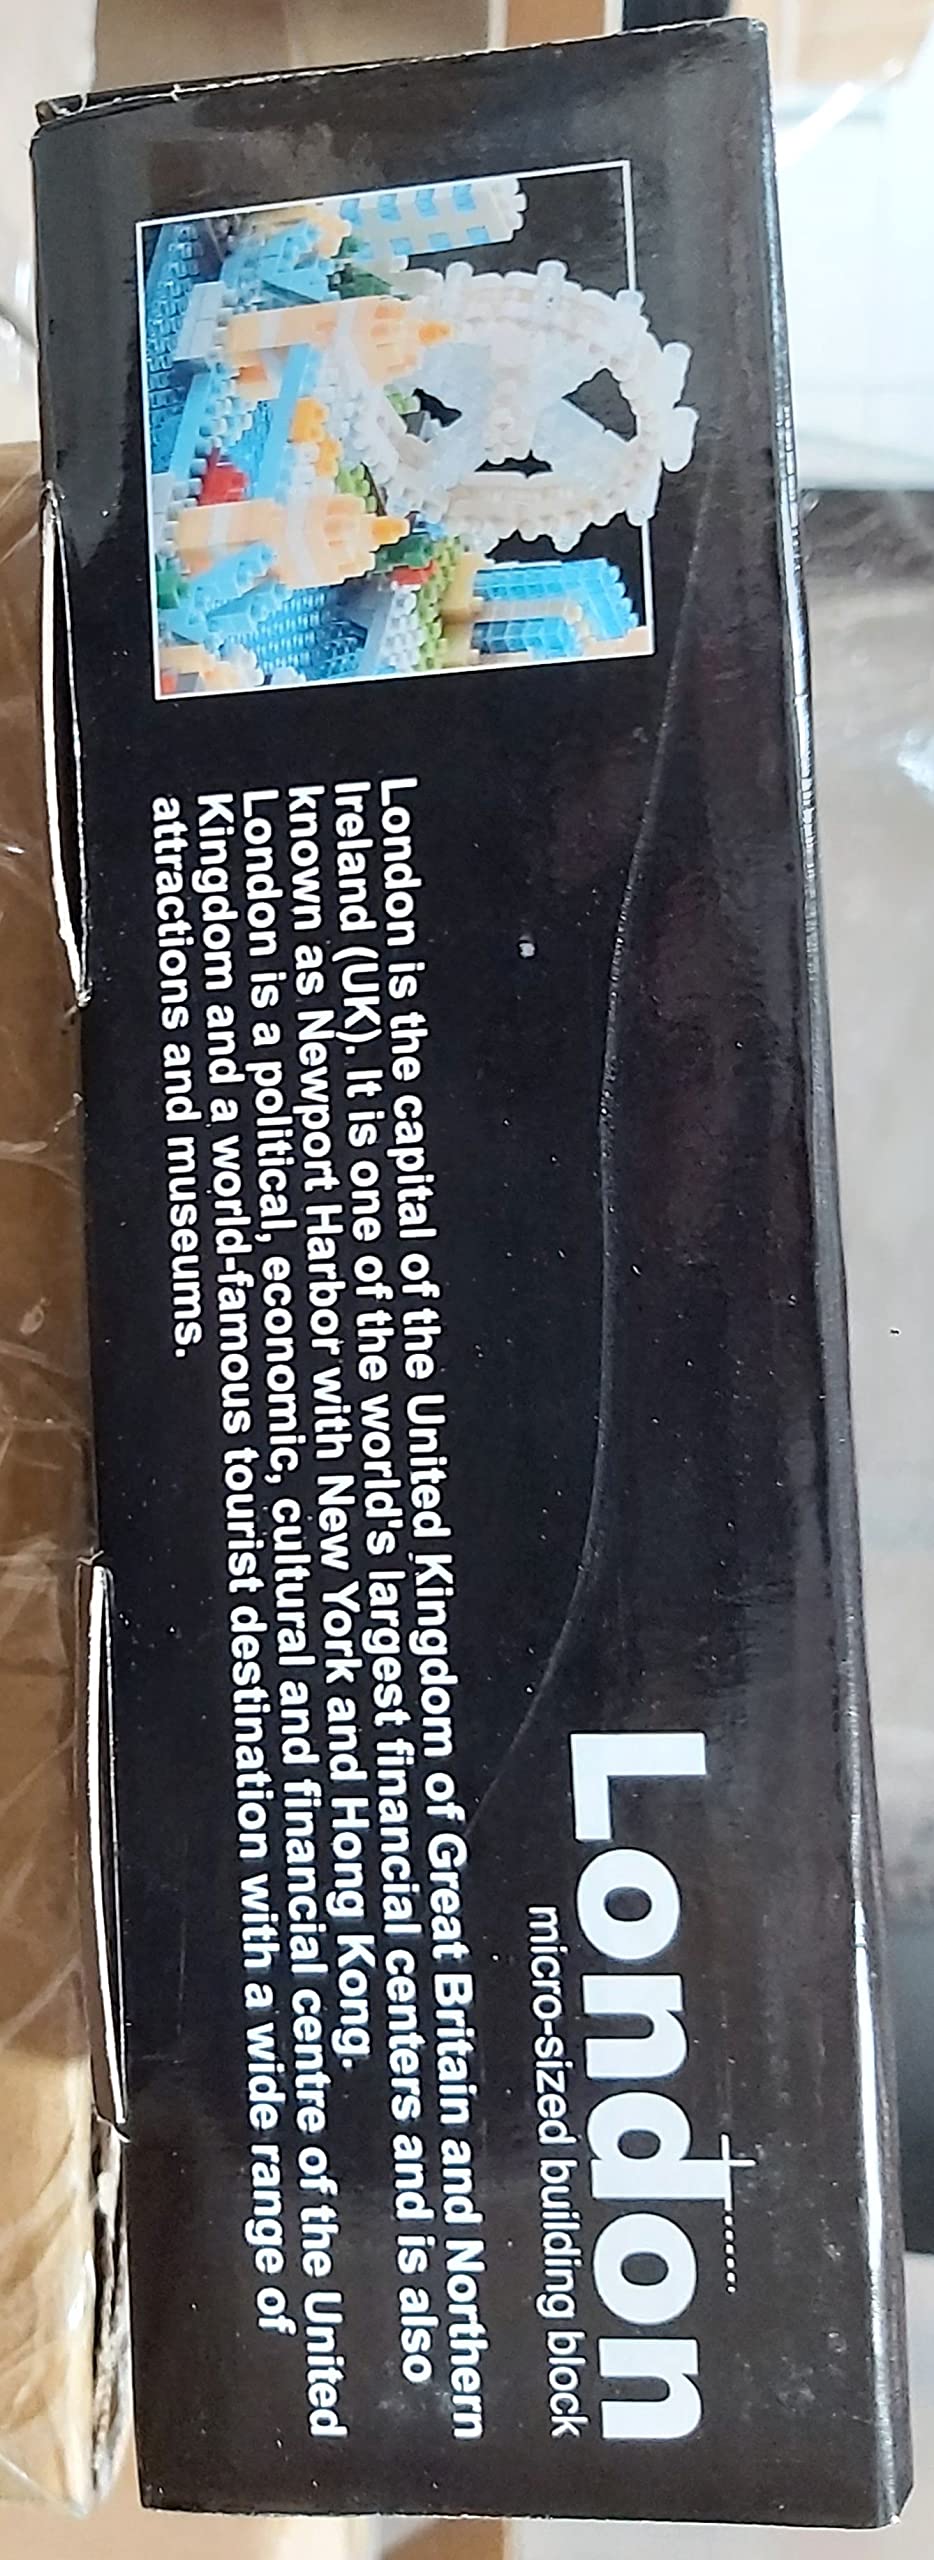 London
micro-sized building block
London is the capital of the United Kingdom of Great Britain and Northern
Ireland (UK). It is one of the world's largest financial centers and is also
known as Newport Harbor with New York and Hong Kong.
London is a political, economic, cultural and financial centre of the United
Kingdom and a world-famous tourist destination with a wide range of
attractions and museums.